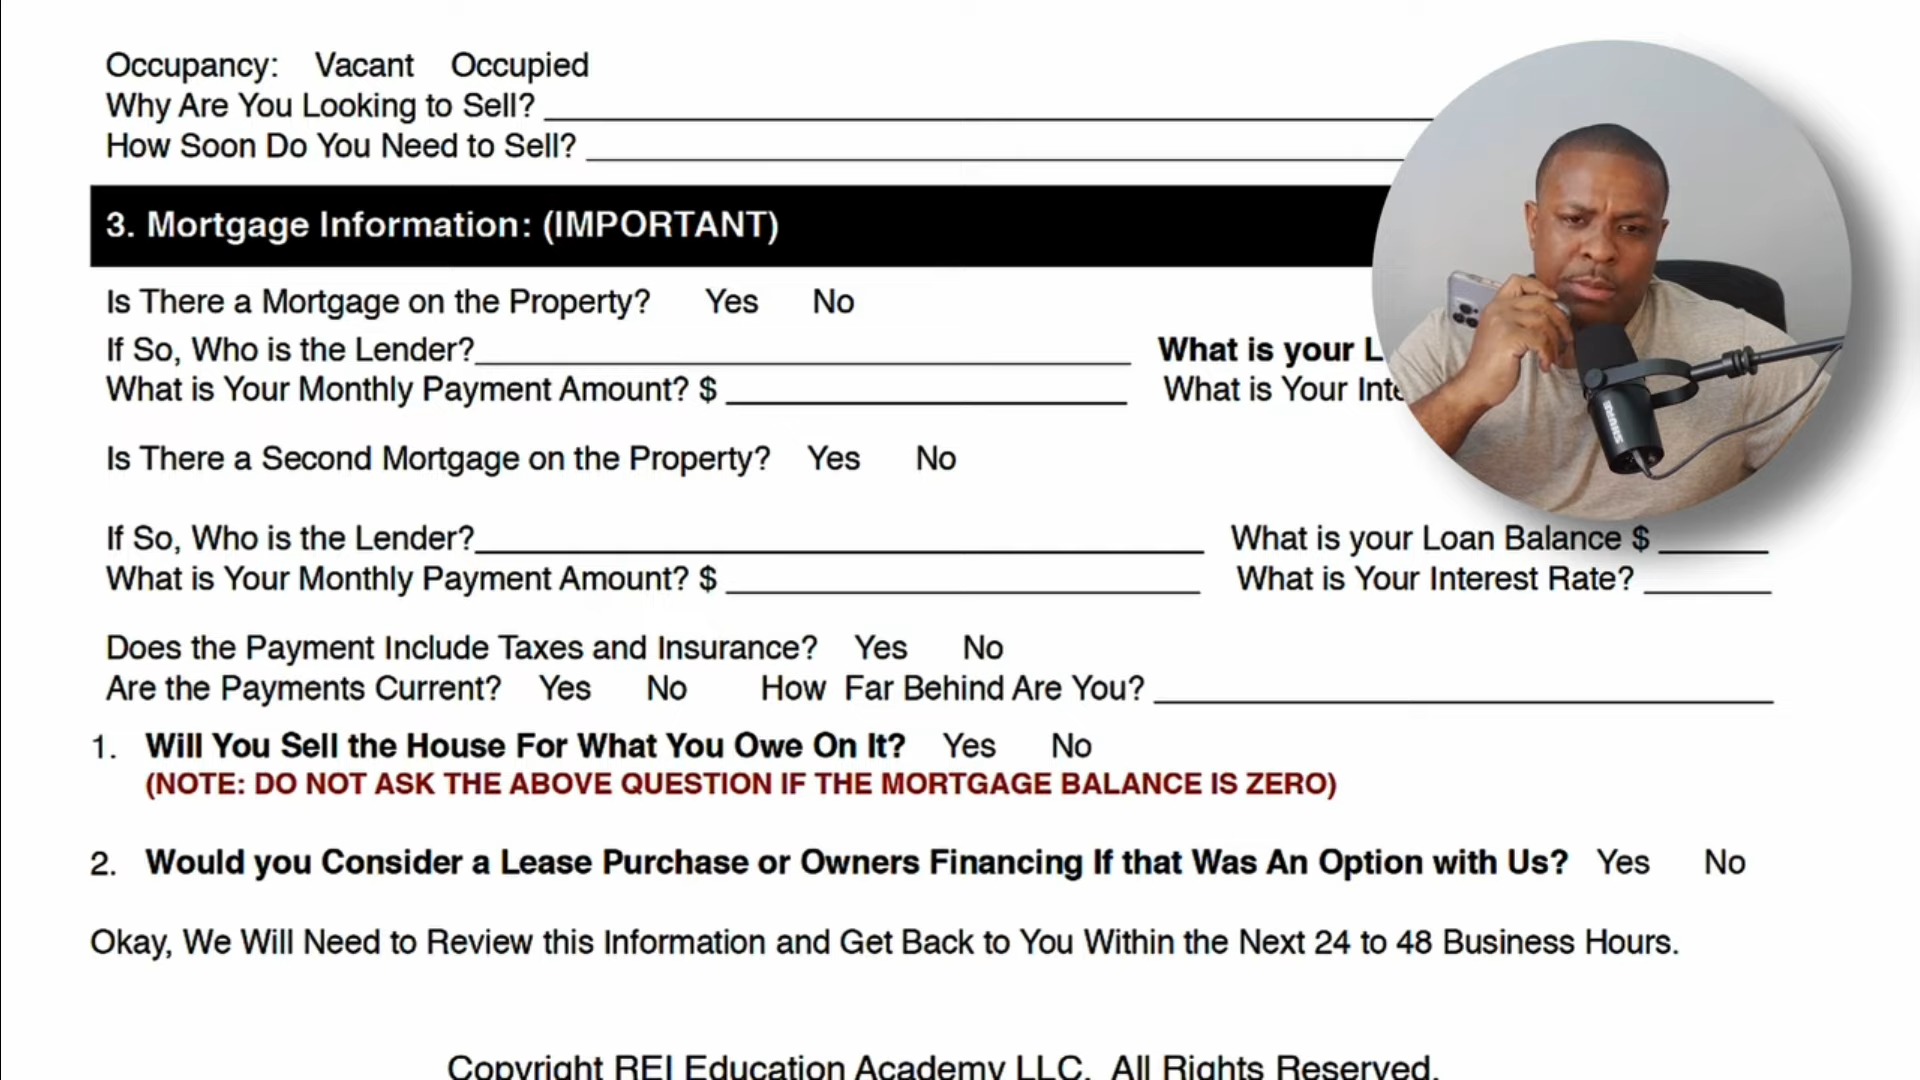 Occupancy: Vacant Occupied
Why Are You Looking to Sell?
How Soon Do You Need to Sell?
3. Mortgage Information: (IMPORTANT)
Is There a Mortgage on the Property? Yes No
If So, Who is the Lender? What is your L
What is Your Monthly Payment Amount? $ What is Your Inte
Is There a Second Mortgage on the Property? Yes No
If So, Who is the Lender? What is your Loan Balance $
What is Your Monthly Payment Amount? $ What is Your Interest Rate?
Does the Payment Include Taxes and Insurance? Yes No
Are the Payments Current? Yes No How Far Behind Are You?
1. Will You Sell the House For What You Owe On It? Yes No
(NOTE: DO NOT ASK THE ABOVE QUESTION IF THE MORTGAGE BALANCE IS ZERO)
2. Would you Consider a Lease Purchase or Owners Financing If that Was An Option with Us? Yes No
Okay, We Will Need to Review this Information and Get Back to You Within the Next 24 to 48 Business Hours.
Copyright REI Education Academy LLC. All Rights Reserved.
SHURE